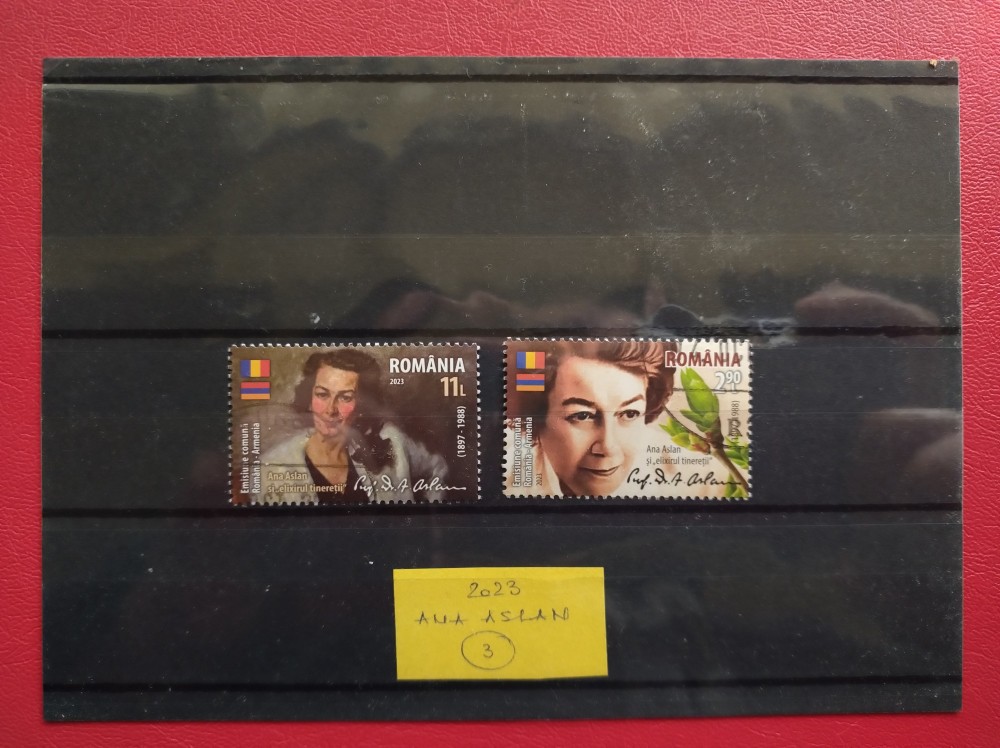 ROMÂNIA
2023
11L
(1897 - 1988)
Emisiune comună
România - Armenia
Ana Aslan
și „elixirul tinereții”
Prof. Dr. A Aslan
ROMÂNIA
2,90 L
1988)
Emisiune comună
România - Armenia
2023
Ana Aslan
și „elixirul tinereții”
Prof. Dr. A Aslan
2023
ANA ASLAN
3